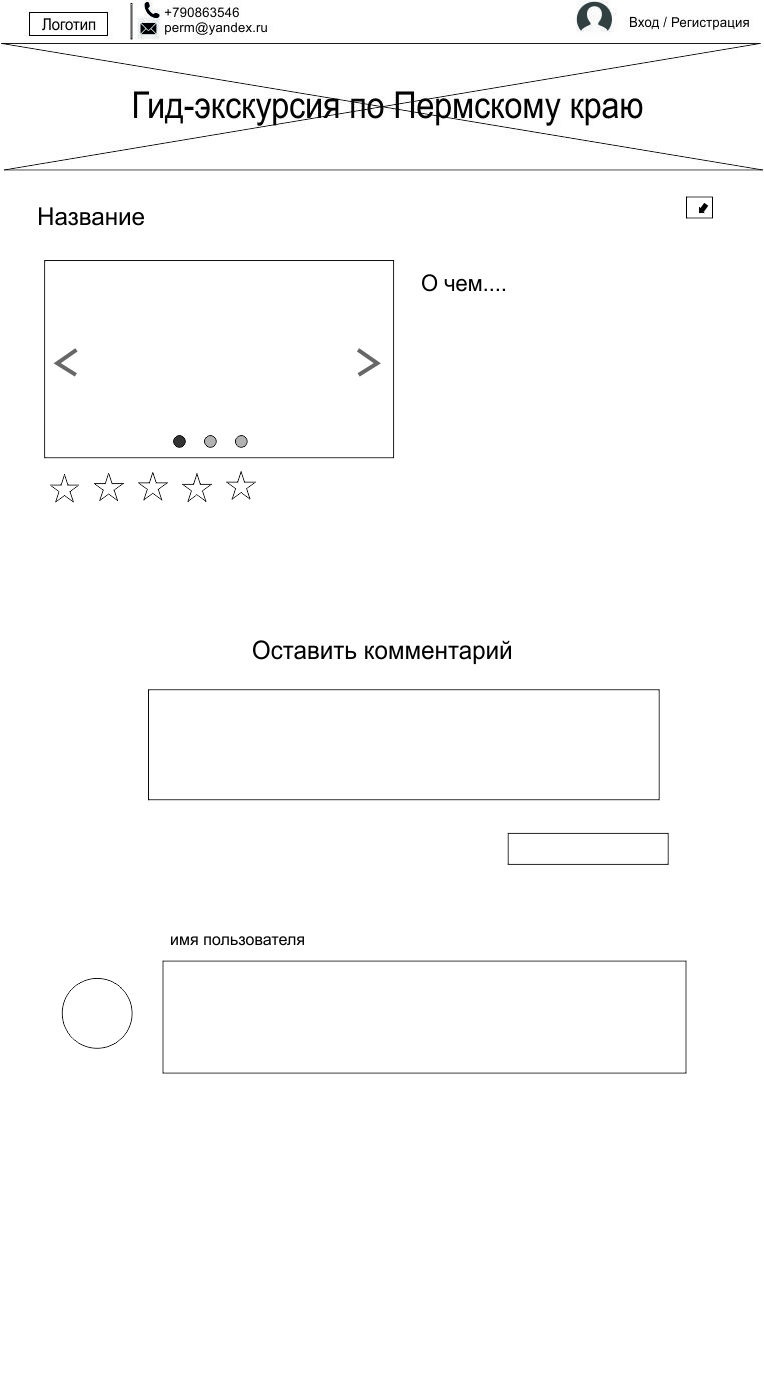 Логотип
+790863546
perm@yandex.ru
Вход / Регистрация
Гид-экскурсия по Пермскому краю
Название
О чем....
Оставить комментарий
имя пользователя